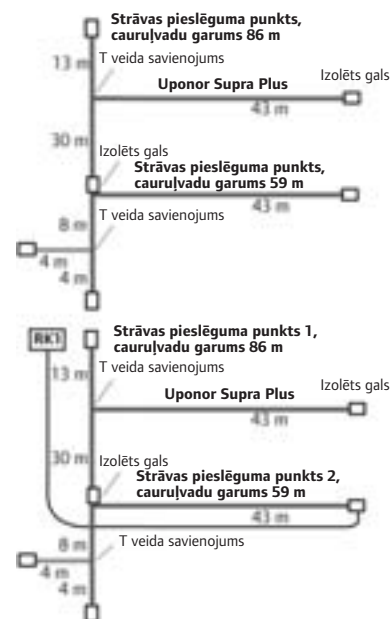 Strāvas pieslēguma punkts,
cauruļvadu garums 86 m
13 m
T veida savienojums
Uponor Supra Plus
Izolēts gals
43 m
30 m
Izolēts gals
Strāvas pieslēguma punkts,
cauruļvadu garums 59 m
43 m
T veida savienojums
8 m
4 m
4 m
RK1
Strāvas pieslēguma punkts 1,
cauruļvadu garums 86 m
13 m
T veida savienojums
Uponor Supra Plus
Izolēts gals
43 m
30 m
Izolēts gals
Strāvas pieslēguma punkts 2,
cauruļvadu garums 59 m
43 m
T veida savienojums
8 m
4 m
4 m